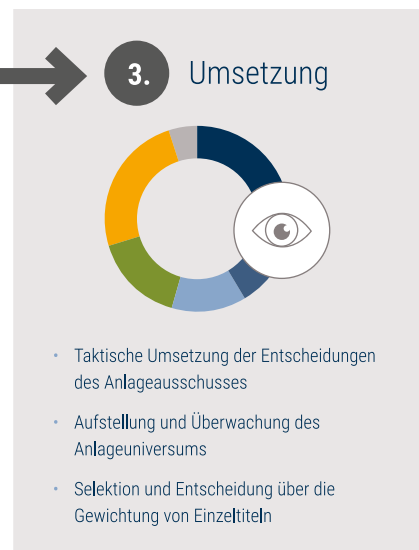 3. Umsetzung
• Taktische Umsetzung der Entscheidungen
des Anlageausschusses
• Aufstellung und Überwachung des
Anlageuniversums
• Selektion und Entscheidung über die
Gewichtung von Einzeltiteln